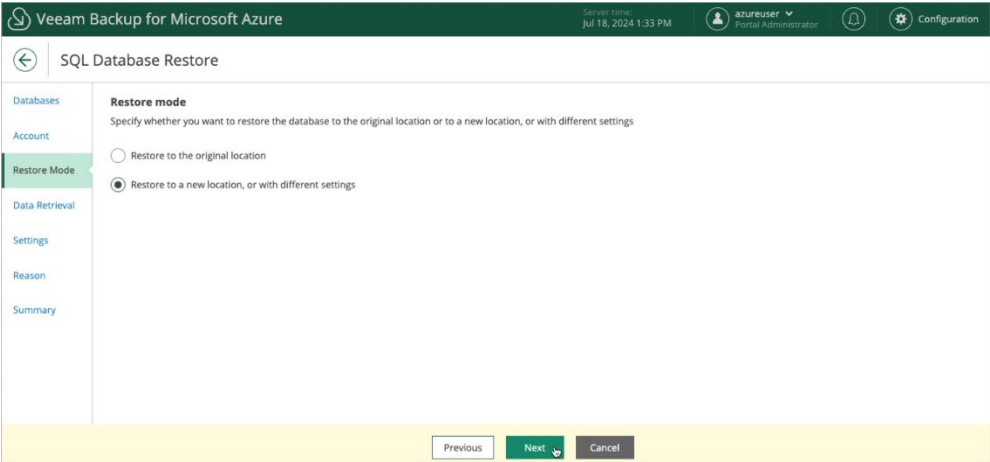 Veeam Backup for Microsoft Azure
Server time:
Jul 18, 2024 1:33 PM
azureuser
Portal Administrator
Configuration
SQL Database Restore
Databases
Account
Restore Mode
Data Retrieval
Settings
Reason
Summary
Restore mode
Specify whether you want to restore the database to the original location or to a new location, or with different settings
Restore to the original location
Restore to a new location, or with different settings
Previous
Next
Cancel